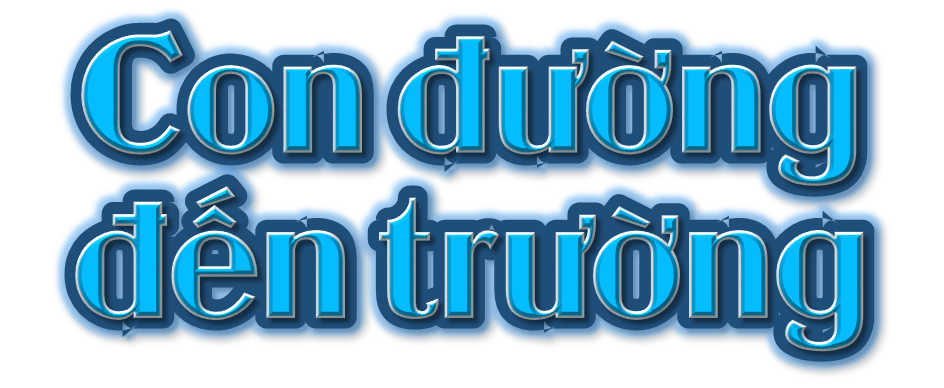 Con đường
đến trường